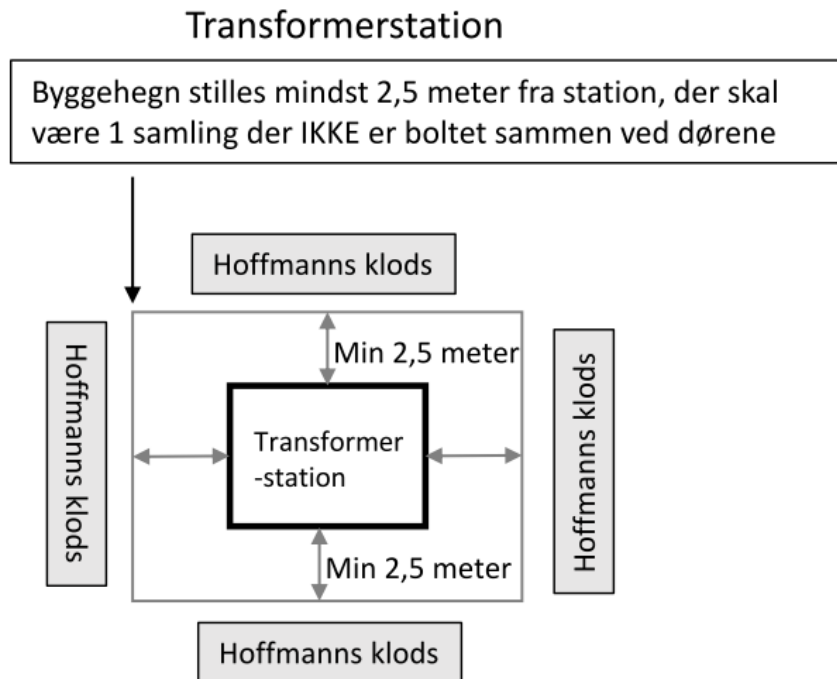 Transformerstation
Byggehegn stilles mindst 2,5 meter fra station, der skal
være 1 samling der IKKE er boltet sammen ved dørene
Hoffmanns klods
Hoffmanns klods
Min 2,5 meter
Transformer
-station
Hoffmanns klods
Min 2,5 meter
Hoffmanns klods